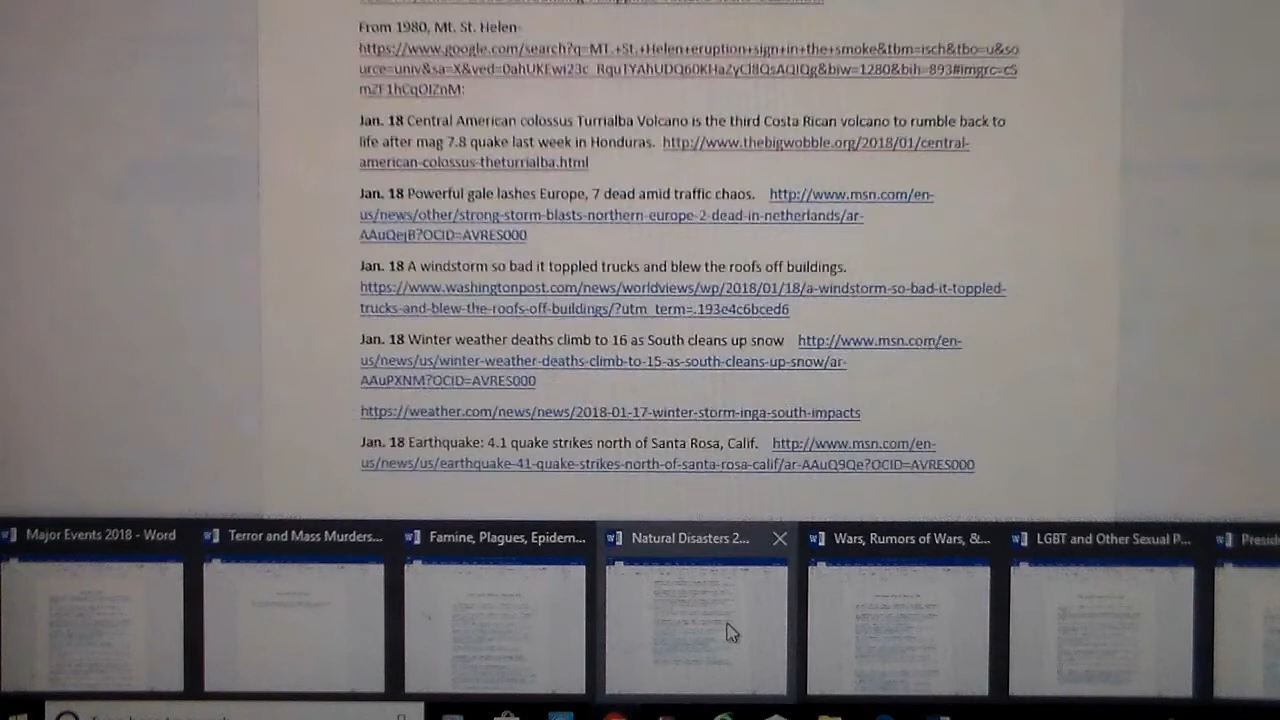 From 1980, Mt. St. Helen
https://www.google.com/search?q=MT.+St.+Helen+eruption+sign+in+the+smoke&tbm=isch&tbo=u&so
Jan. 18 Central American colossus Turrialba Volcano is the third Costa Rican volcano to rumble back to
life after mag 7.8 quake last week in Honduras. http://www.thebigwobble.org/2018/01/central-
american-colossus-theturrialba.html
Jan. 18 Powerful gale lashes Europe, 7 dead amid traffic chaos. http://www.msn.com/en-
us/news/other/strong-storm-blasts-northern-europe-2-dead-in-netherlands/ar-
AAuQejB?OCID=AVRES000
Jan. 18 A windstorm so bad it toppled trucks and blew the roofs off buildings.
https://www.washingtonpost.com/news/worldviews/wp/2018/01/18/a-windstorm-so-bad-it-toppled-
trucks-and-blew-the-roofs-off-buildings/?utm_term=.193e4c6bced6
Jan. 18 Winter weather deaths climb to 16 as South cleans up snow http://www.msn.com/en-
us/news/us/winter-weather-deaths-climb-to-15-as-south-cleans-up-snow/ar-
AAuPXNM?OCID=AVRES000
https://weather.com/news/news/2018-01-17-winter-storm-inga-south-impacts
Jan. 18 Earthquake: 4.1 quake strikes north of Santa Rosa, Calif. http://www.msn.com/en-
us/news/us/earthquake-41-quake-strikes-north-of-santa-rosa-calif/ar-AAuQ9Qe?OCID=AVRES000
Major Events 2018 - Word
Terror and Mass Murders...
Famine, Plagues, Epidem...
Natural Disasters 2...
Wars, Rumors of Wars, &...
LGBT and Other Sexual P...